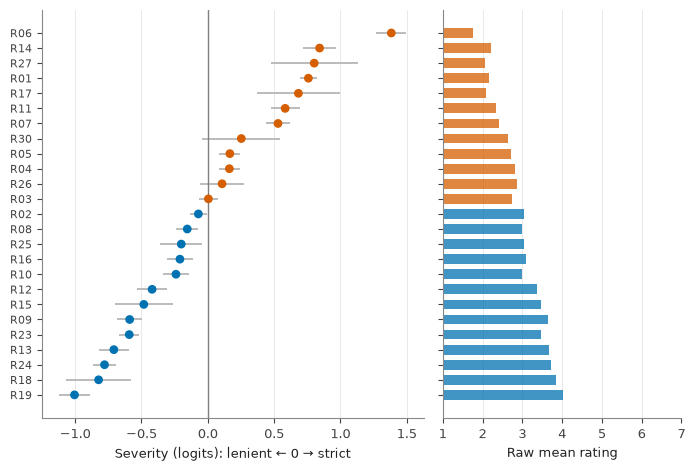 R06
R14
R27
R01
R17
R11
R07
R30
R05
R04
R26
R03
R02
R08
R25
R16
R10
R12
R15
R09
R23
R13
R24
R18
R19
−1.0 −0.5 0.0 0.5 1.0 1.5
Severity (logits): lenient ← 0 → strict
1 2 3 4 5 6 7
Raw mean rating